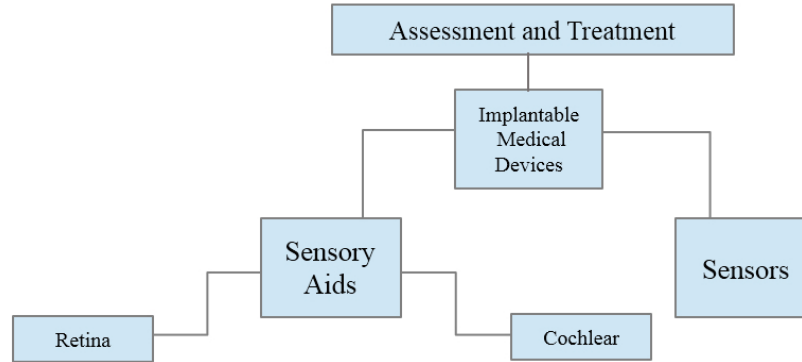 Assessment and Treatment
Implantable
Medical
Devices
Sensory
Aids
Sensors
Retina
Cochlear